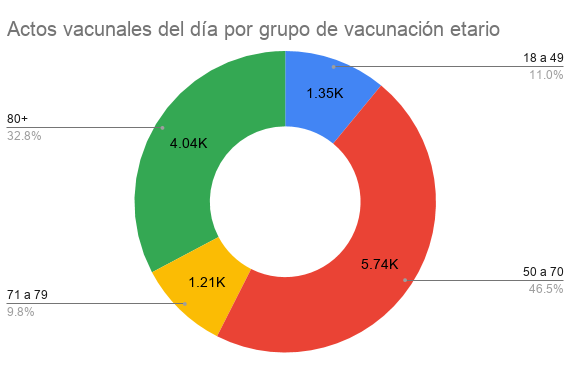 Actos vacunales del día por grupo de vacunación etario
18 a 49
11.0%
1.35K
80+
32.8%
4.04K
5.74K
50 a 70
46.5%
1.21K
71 a 79
9.8%